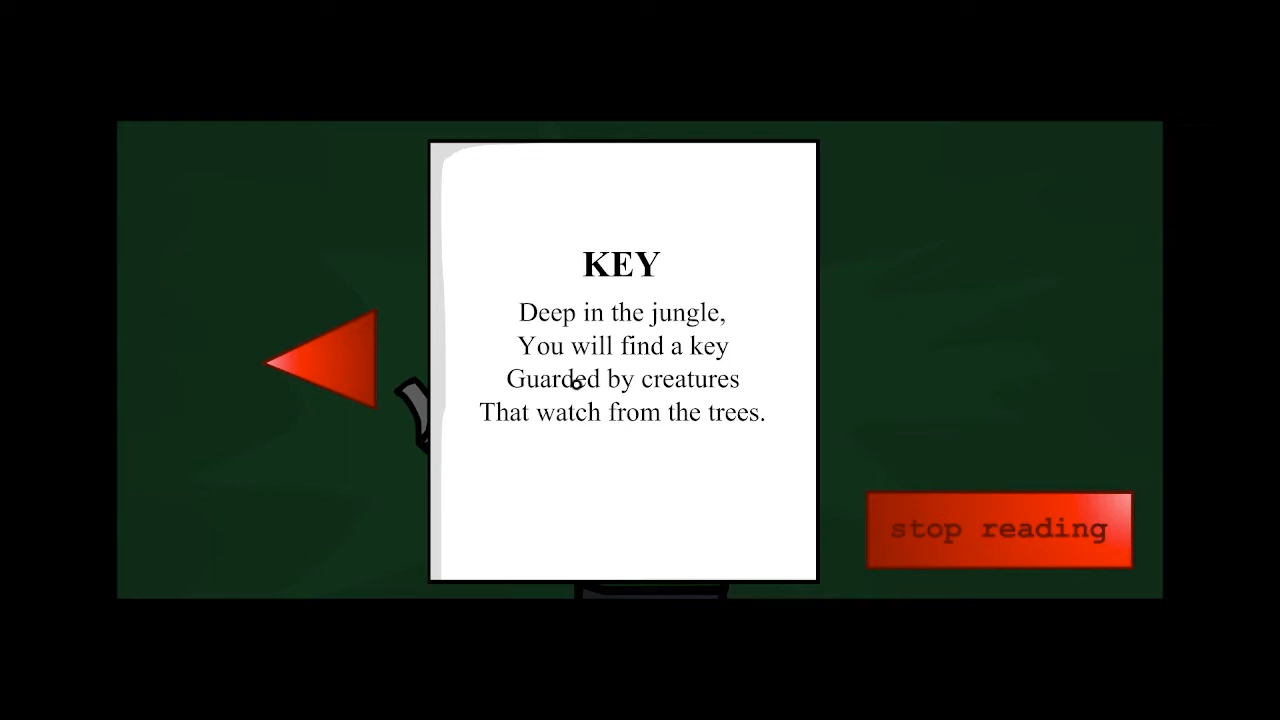 KEY
Deep in the jungle,
You will find a key
Guarded by creatures
That watch from the trees.
stop reading